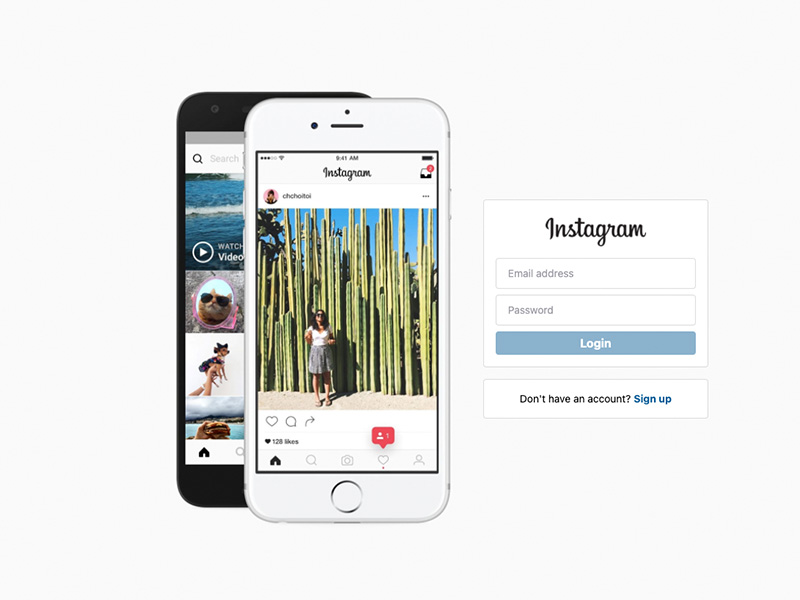 Search
WATCH
Video
9:41 AM
Instagram
chchoitoi
128 likes
1
Instagram
Email address
Password
Login
Don't have an account? Sign up